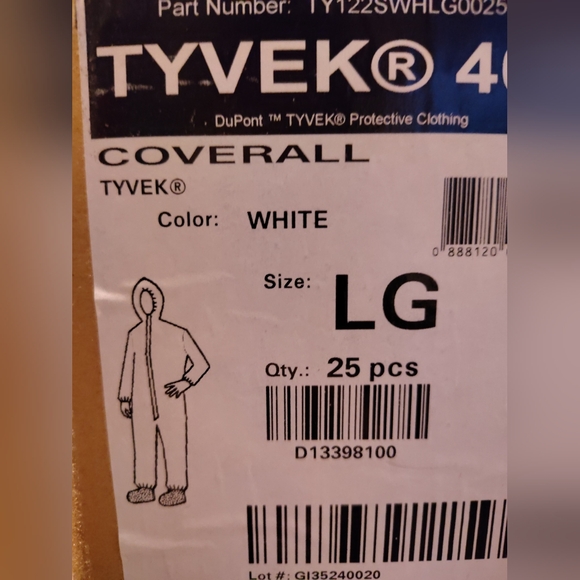 Part Number: TY122SWHLG0025
TYVEK® 4
DuPont ™ TYVEK® Protective Clothing
COVERALL
TYVEK®
Color: WHITE
0 888120
Size: LG
Qty.: 25 pcs
D13398100
Lot #: GI35240020